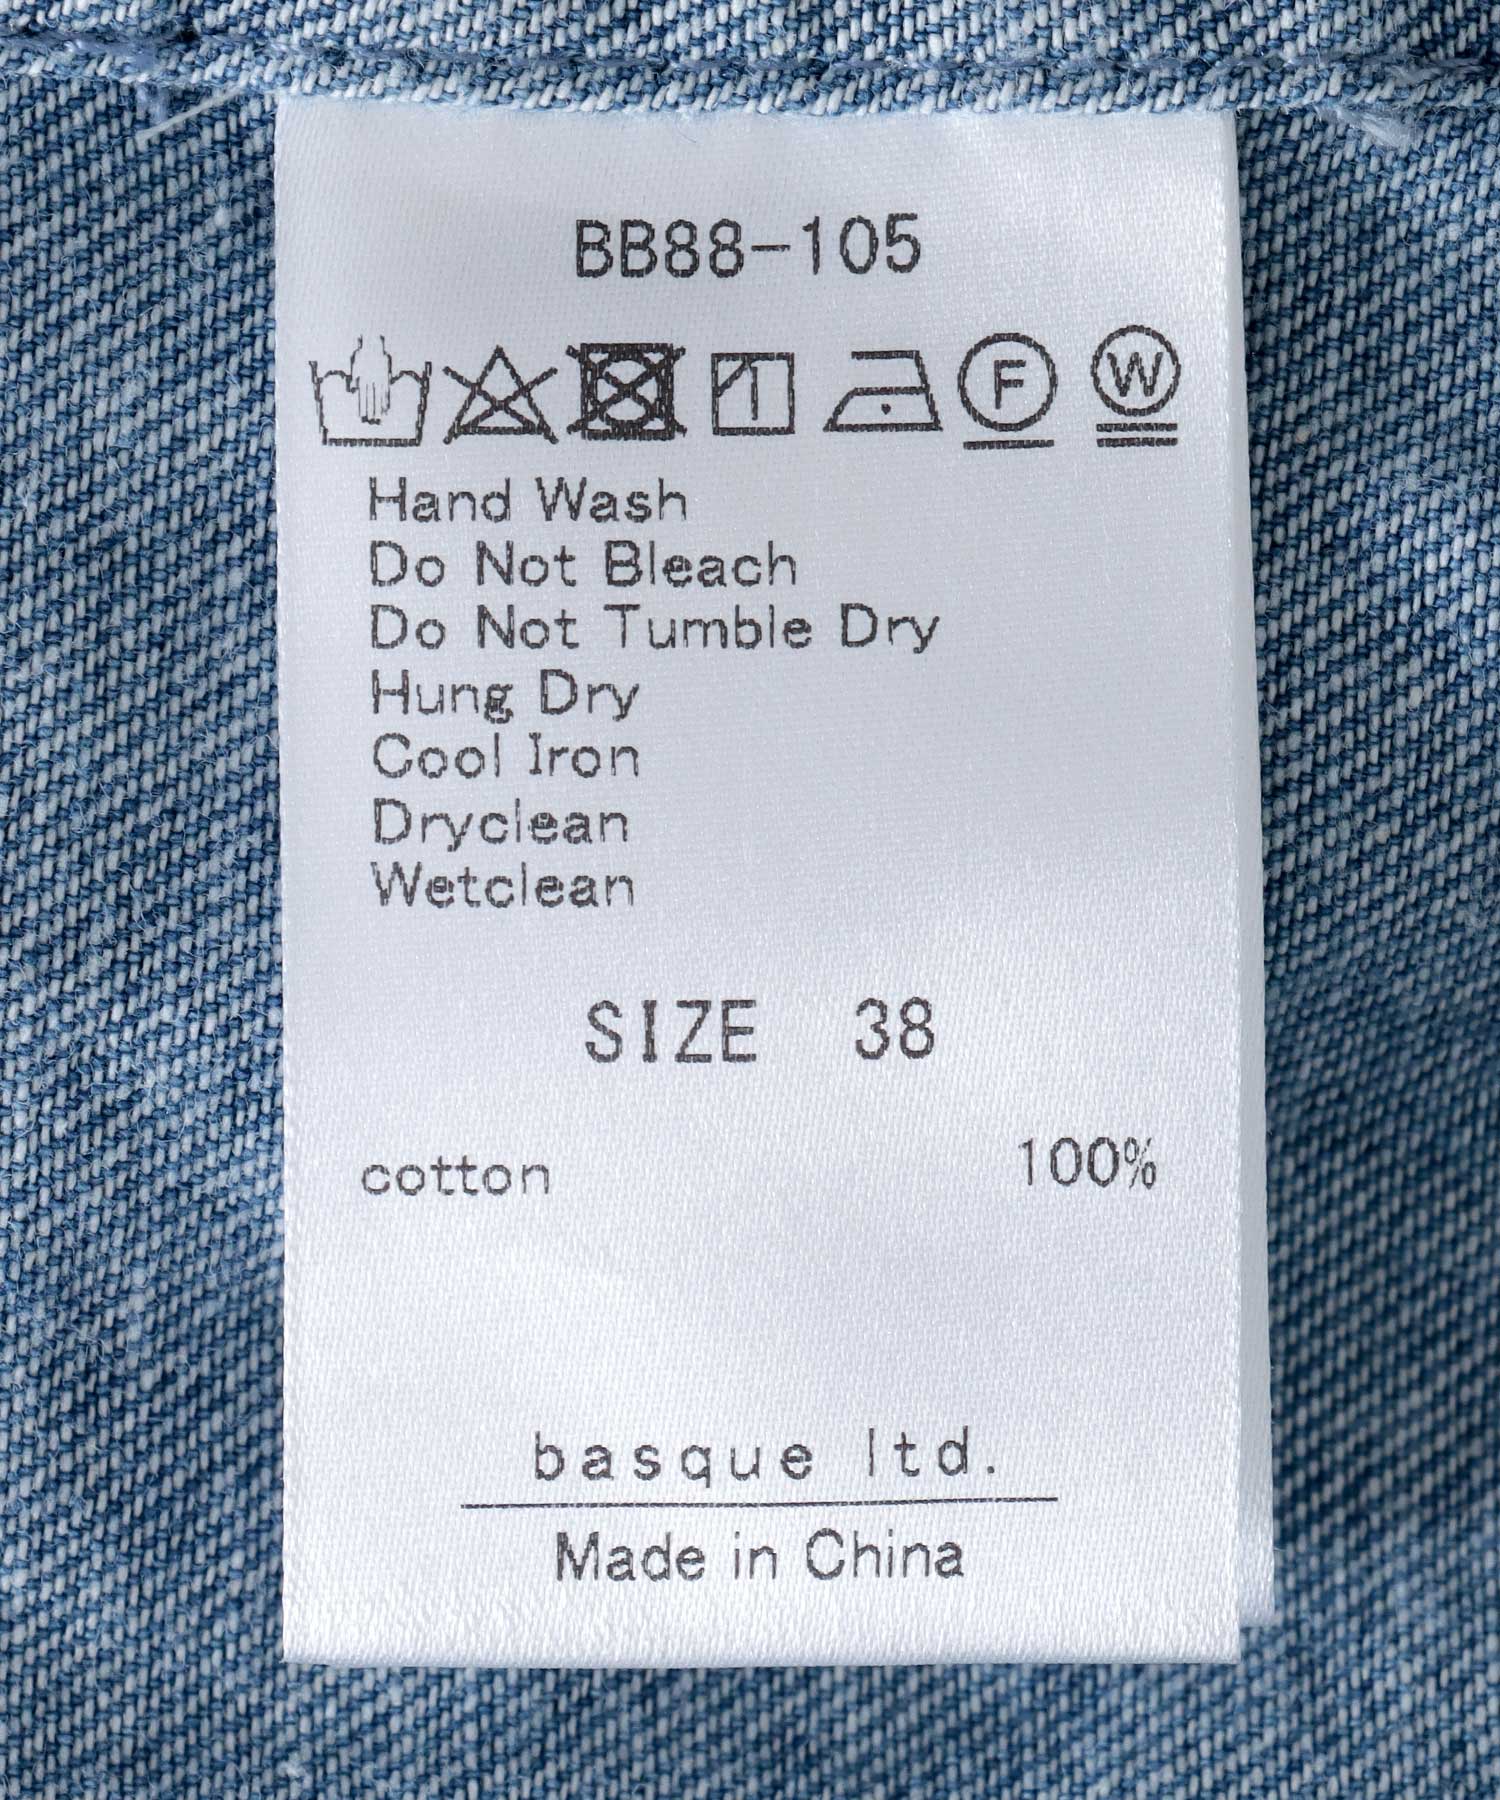 BB88-105
F W
Hand Wash
Do Not Bleach
Do Not Tumble Dry
Hung Dry
Cool Iron
Dryclean
Wetclean
SIZE 38
cotton 100%
basque ltd.
Made in China